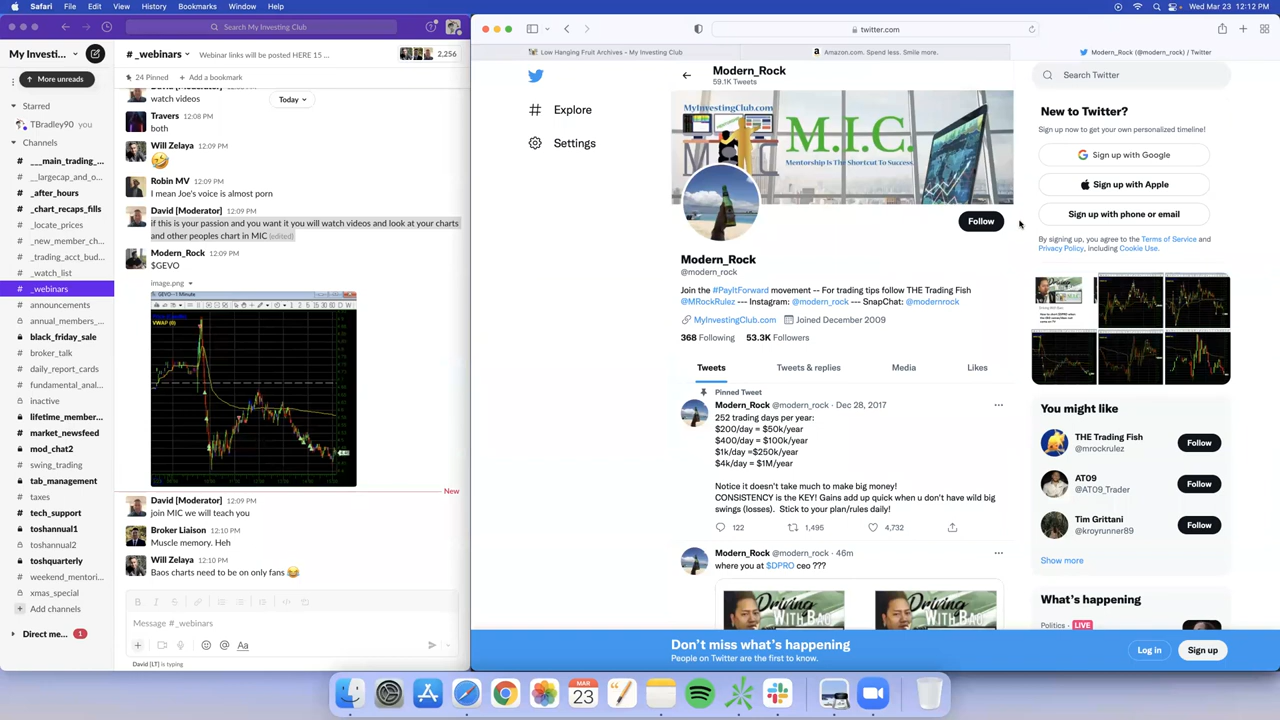 Safari File Edit View History Bookmarks Window Help
Wed Mar 23 12:12 PM
Search My Investing Club
My Investi...
More unreads
Starred
TBradley90 you
Channels
# ___main_trading_...
# __largecap_and_o...
# _after_hours
# _chart_recaps_fills
# _locate_prices
# _new_member_ch...
# _trading_acct_bud...
# _watch_list
# _webinars
# announcements
annual_members_...
black_friday_sale
# broker_talk
# daily_report_cards
# fundamental_anal...
# inactive
lifetime_member...
# market_newsfeed
# mod_chat2
# swing_trading
tab_management
# taxes
# tech_support
toshannual1
toshannual2
toshquarterly
# weekend_mentori...
xmas_special
Add channels
Direct me... 1
# _webinars
Webinar links will be posted HERE 15 ...
2,256
24 Pinned + Add a bookmark
Today
watch videos
Travers 12:08 PM
both
Will Zelaya 12:09 PM
Robin MV 12:09 PM
I mean Joe's voice is almost porn
David [Moderator] 12:09 PM
if this is your passion and you want it you will watch videos and look at your charts
and other peoples chart in MIC (edited)
Modern_Rock 12:09 PM
$GEVO
image.png
VWAP (0)
New
David [Moderator] 12:09 PM
join MIC we will teach you
Broker Liaison 12:10 PM
Muscle memory. Heh
Will Zelaya 12:10 PM
Baos charts need to be on only fans
Message #_webinars
David [LT] is typing
twitter.com
Low Hanging Fruit Archives - My Investing Club
Amazon.com. Spend less. Smile more.
Modern_Rock (@modern_rock) / Twitter
Explore
Settings
Modern_Rock
59.1K Tweets
MyInvestingClub.com
M.I.C.
Mentorship Is The Shortcut To Success.
Follow
Modern_Rock
@modern_rock
Join the #PayItForward movement -- For trading tips follow THE Trading Fish
@MRockRulez --- Instagram: @modern_rock --- SnapChat: @modernrock
MyInvestingClub.com Joined December 2009
368 Following 53.3K Followers
Tweets Tweets & replies Media Likes
Pinned Tweet
Modern_Rock @modern_rock · Dec 28, 2017
252 trading days per year:
$200/day = $50k/year
$400/day = $100k/year
$1k/day =$250k/year
$4k/day = $1M/year
Notice it doesn't take much to make big money!
CONSISTENCY is the KEY! Gains add up quick when u don't have wild big
swings (losses). Stick to your plan/rules daily!
122 1,495 4,732
Modern_Rock @modern_rock · 46m
where you at $DPRO ceo ???
Driving
WITH BAO
Driving
WITH BAO
Search Twitter
New to Twitter?
Sign up now to get your own personalized timeline!
Sign up with Google
Sign up with Apple
Sign up with phone or email
By signing up, you agree to the Terms of Service and
Privacy Policy, including Cookie Use.
You might like
THE Trading Fish
@mrockrulez
Follow
AT09
@AT09_Trader
Follow
Tim Grittani
@kroyrunner89
Follow
Show more
What's happening
Politics · LIVE
Don't miss what's happening
People on Twitter are the first to know.
Log in
Sign up
MAR
23